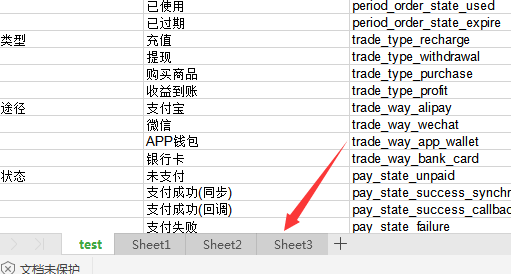 已使用 period_order_state_used
已过期 period_order_state_expire
类型 充值 trade_type_recharge
提现 trade_type_withdrawal
购买商品 trade_type_purchase
收益到账 trade_type_profit
途径 支付宝 trade_way_alipay
微信 trade_way_wechat
APP钱包 trade_way_app_wallet
银行卡 trade_way_bank_card
状态 未支付 pay_state_unpaid
支付成功(同步) pay_state_success_synchr
支付成功(回调) pay_state_success_callbac
支付失败 pay_state_failure
test Sheet1 Sheet2 Sheet3
文档未保护